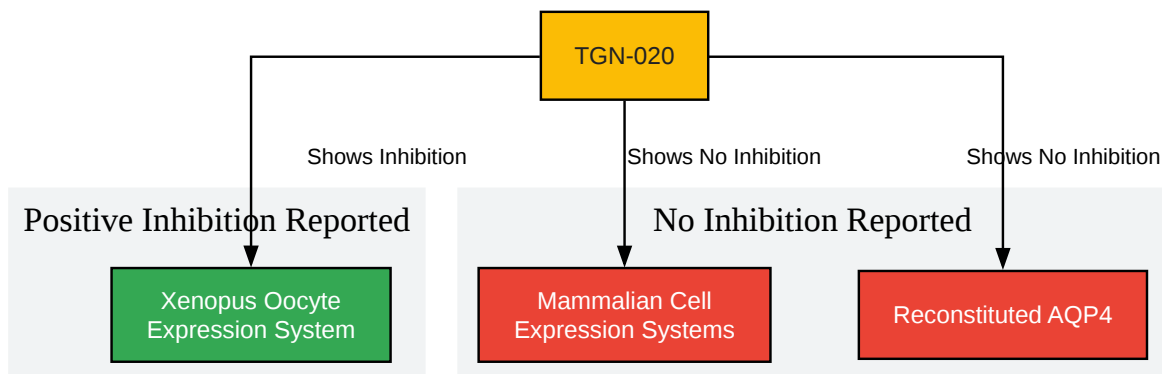 TGN-020
Shows Inhibition
Shows No Inhibition
Shows No Inhibition
Positive Inhibition Reported
No Inhibition Reported
Xenopus Oocyte
Expression System
Mammalian Cell
Expression Systems
Reconstituted AQP4